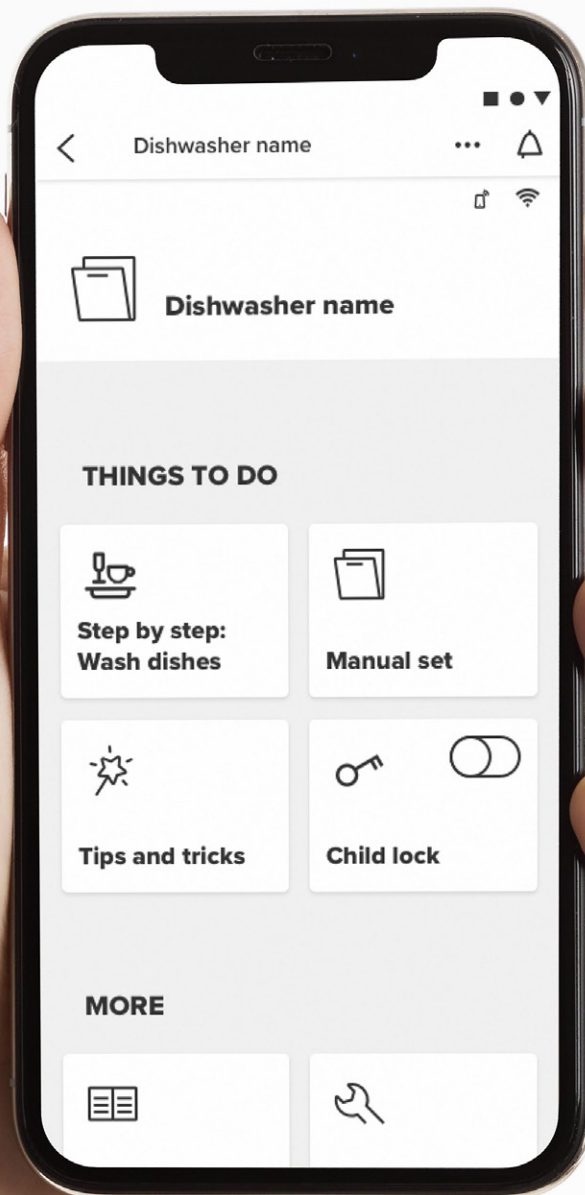 Dishwasher name
Dishwasher name
THINGS TO DO
Step by step:
Wash dishes
Manual set
Tips and tricks
Child lock
MORE